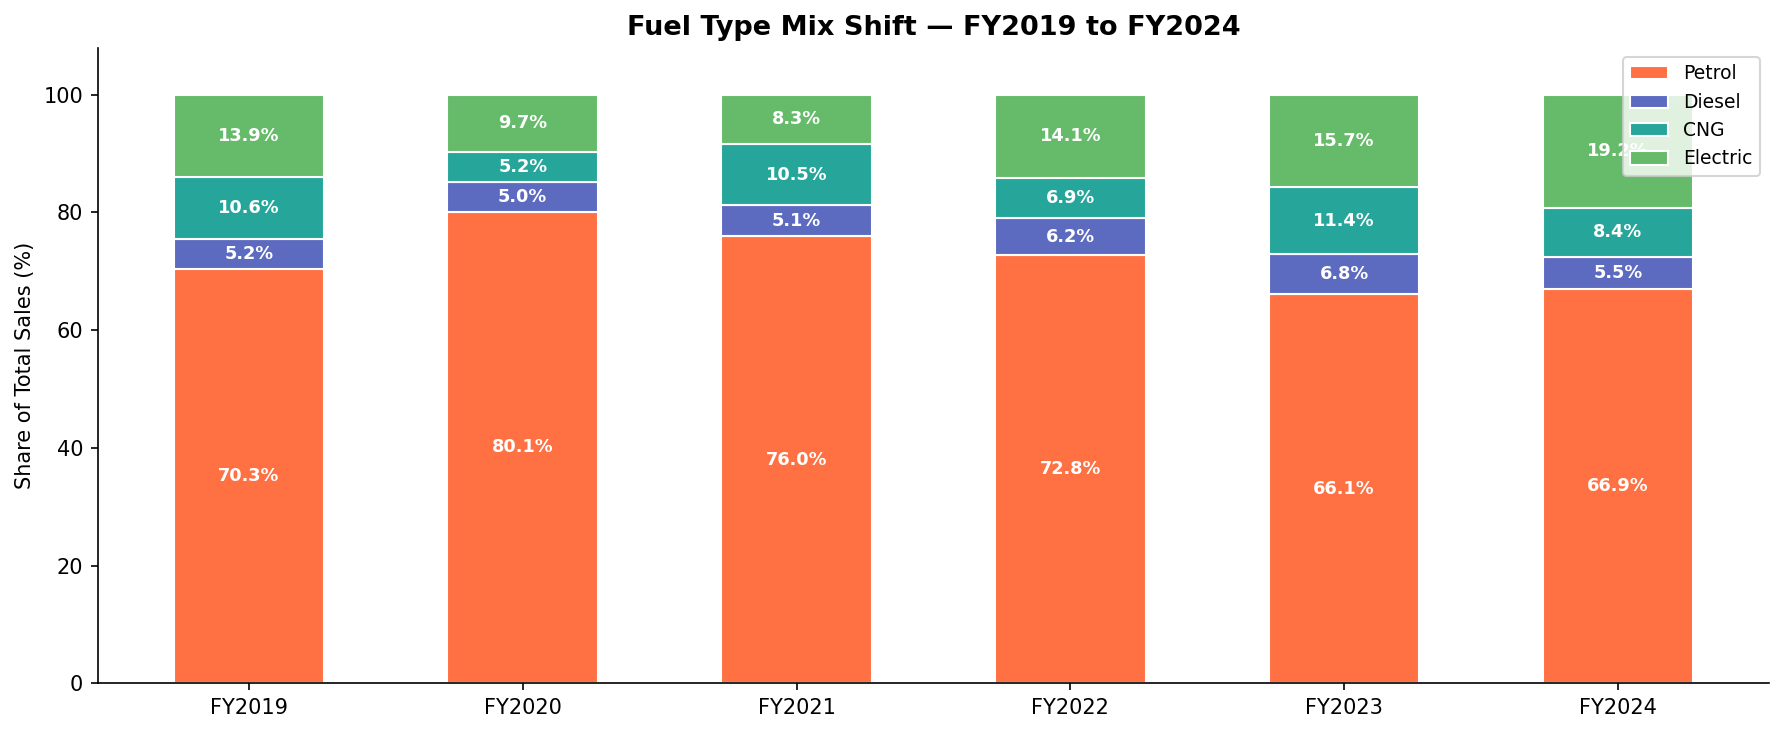 Fuel Type Mix Shift — FY2019 to FY2024
Share of Total Sales (%)
100
80
60
40
20
0
Petrol
Diesel
CNG
Electric
13.9%
10.6%
5.2%
70.3%
9.7%
5.2%
5.0%
80.1%
8.3%
10.5%
5.1%
76.0%
14.1%
6.9%
6.2%
72.8%
15.7%
11.4%
6.8%
66.1%
19.2%
8.4%
5.5%
66.9%
FY2019
FY2020
FY2021
FY2022
FY2023
FY2024